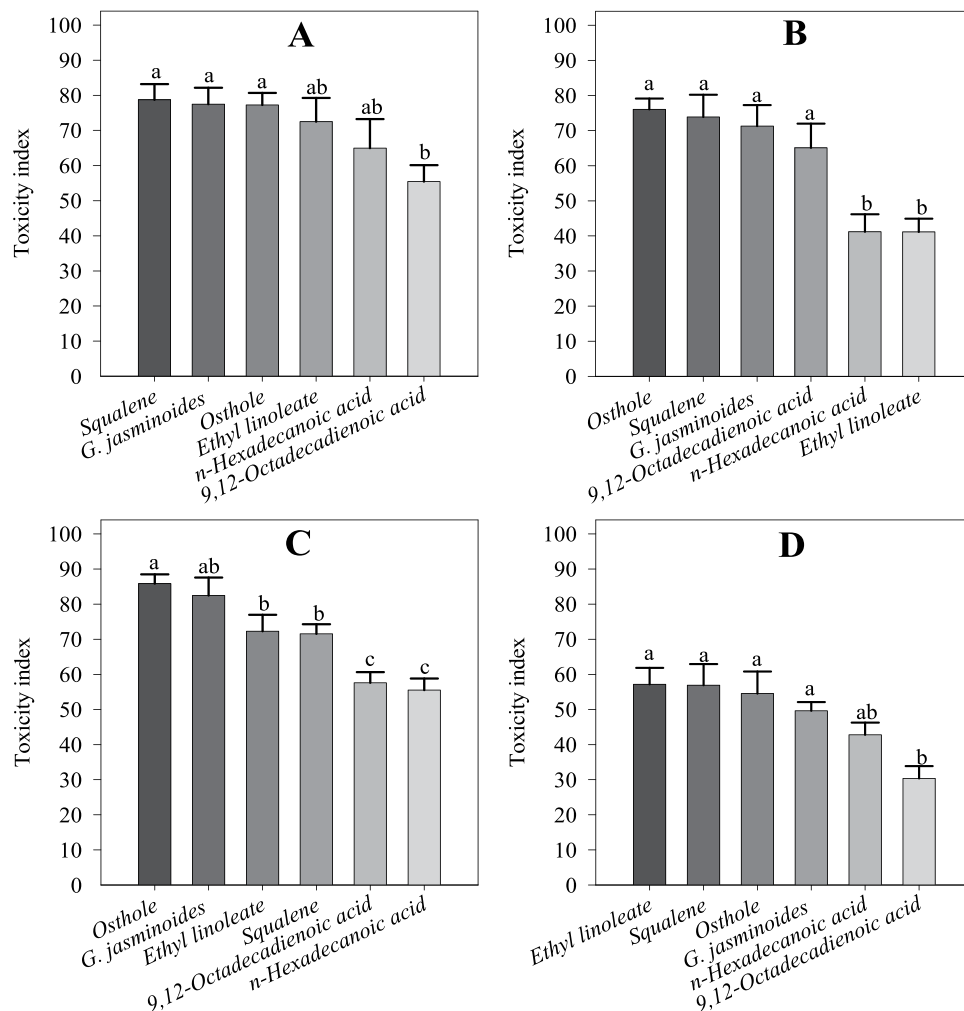 A
Toxicity index
100
90
80
70
60
50
40
30
20
10
0
a
a
a
ab
ab
b
Squalene
G. jasminoides
Osthole
Ethyl linoleate
n-Hexadecanoic acid
9,12-Octadecadienoic acid
B
Toxicity index
100
90
80
70
60
50
40
30
20
10
0
a
a
a
a
b
b
Osthole
Squalene
G. jasminoides
9,12-Octadecadienoic acid
n-Hexadecanoic acid
Ethyl linoleate
C
Toxicity index
100
90
80
70
60
50
40
30
20
10
0
a
ab
b
b
c
c
Osthole
G. jasminoides
Ethyl linoleate
Squalene
9,12-Octadecadienoic acid
n-Hexadecanoic acid
D
Toxicity index
100
90
80
70
60
50
40
30
20
10
0
a
a
a
a
ab
b
Ethyl linoleate
Squalene
Osthole
G. jasminoides
n-Hexadecanoic acid
9,12-Octadecadienoic acid